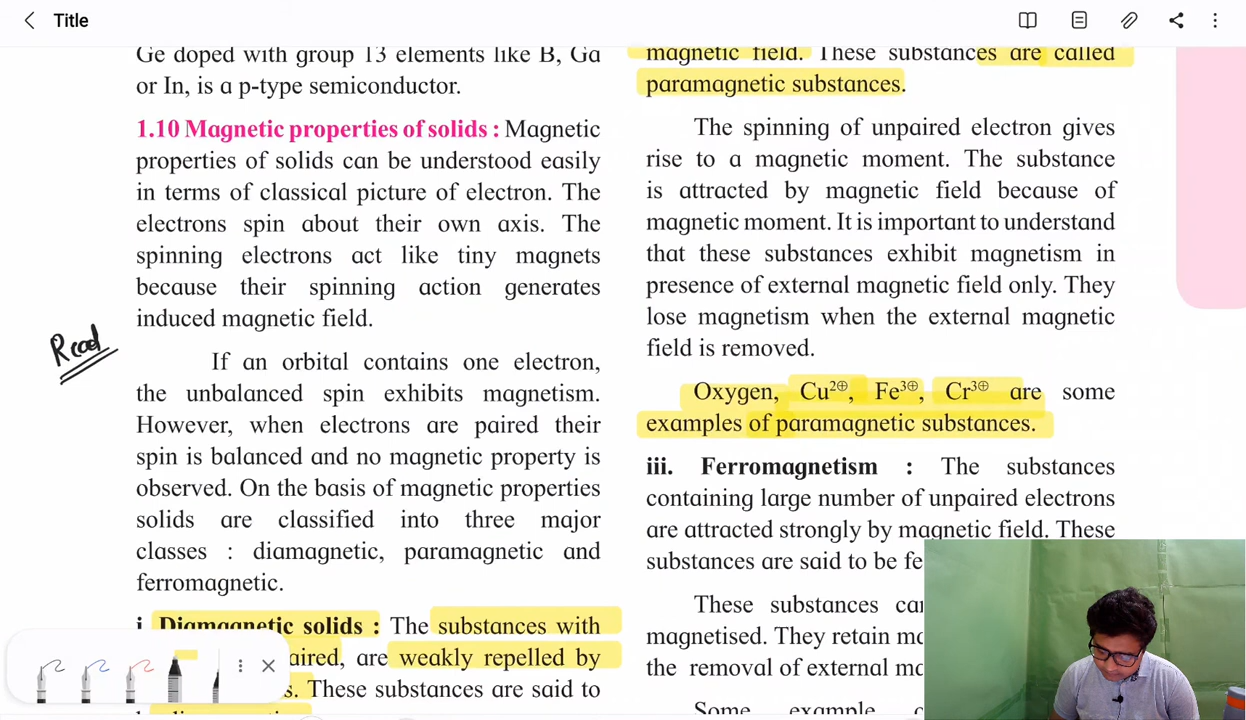 Title
Ge doped with group 13 elements like B, Ga
or In, is a p-type semiconductor.
1.10 Magnetic properties of solids : Magnetic
properties of solids can be understood easily
in terms of classical picture of electron. The
electrons spin about their own axis. The
spinning electrons act like tiny magnets
because their spinning action generates
induced magnetic field.
Read
If an orbital contains one electron,
the unbalanced spin exhibits magnetism.
However, when electrons are paired their
spin is balanced and no magnetic property is
observed. On the basis of magnetic properties
solids are classified into three major
classes : diamagnetic, paramagnetic and
ferromagnetic.
i Diamagnetic solids : The substances with
aired, are weakly repelled by
s. These substances are said to
magnetic field. These substances are called
paramagnetic substances.
The spinning of unpaired electron gives
rise to a magnetic moment. The substance
is attracted by magnetic field because of
magnetic moment. It is important to understand
that these substances exhibit magnetism in
presence of external magnetic field only. They
lose magnetism when the external magnetic
field is removed.
Oxygen, Cu²⊕, Fe³⊕, Cr³⊕ are some
examples of paramagnetic substances.
iii. Ferromagnetism : The substances
containing large number of unpaired electrons
are attracted strongly by magnetic field. These
substances are said to be fe
These substances ca
magnetised. They retain m
the removal of external m
Some example